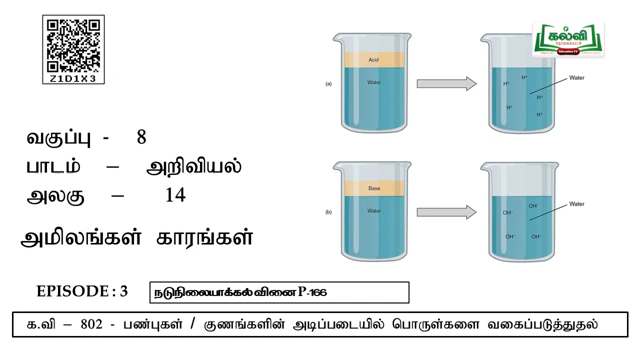 Z1D1X3
வகுப்பு - 8
பாடம் – அறிவியல்
அலகு – 14
அமிலங்கள் காரங்கள்
EPISODE : 3
நடுநிலையாக்கல் வினை P-166
க.வி – 802 - பண்புகள் / குணங்களின் அடிப்படையில் பொருள்களை வகைப்படுத்துதல்
கல்வி
(a)
Acid
Water
H⁺
H⁺
H⁺
H⁺
H⁺
Water
(b)
Base
Water
OH⁻
OH⁻
OH⁻
OH⁻
Water